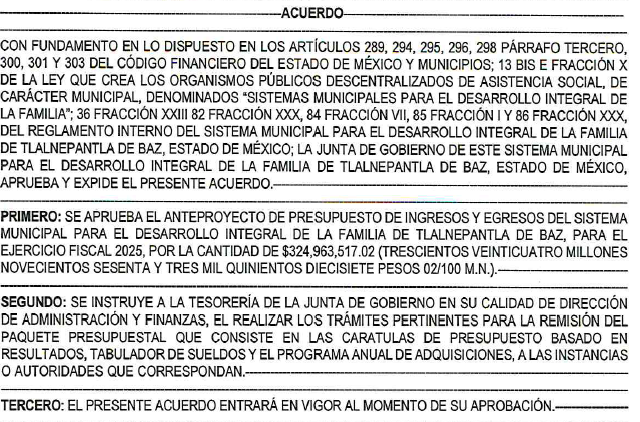 ACUERDO
CON FUNDAMENTO EN LO DISPUESTO EN LOS ARTÍCULOS 289, 294, 295, 296, 298 PÁRRAFO TERCERO,
300, 301 Y 303 DEL CÓDIGO FINANCIERO DEL ESTADO DE MÉXICO Y MUNICIPIOS; 13 BIS E FRACCIÓN X
DE LA LEY QUE CREA LOS ORGANISMOS PÚBLICOS DESCENTRALIZADOS DE ASISTENCIA SOCIAL, DE
CARÁCTER MUNICIPAL, DENOMINADOS “SISTEMAS MUNICIPALES PARA EL DESARROLLO INTEGRAL DE
LA FAMILIA”; 36 FRACCIÓN XXIII 82 FRACCIÓN XXX, 84 FRACCIÓN VII, 85 FRACCIÓN I Y 86 FRACCIÓN XXX,
DEL REGLAMENTO INTERNO DEL SISTEMA MUNICIPAL PARA EL DESARROLLO INTEGRAL DE LA FAMILIA
DE TLALNEPANTLA DE BAZ, ESTADO DE MÉXICO; LA JUNTA DE GOBIERNO DE ESTE SISTEMA MUNICIPAL
PARA EL DESARROLLO INTEGRAL DE LA FAMILIA DE TLALNEPANTLA DE BAZ, ESTADO DE MÉXICO,
APRUEBA Y EXPIDE EL PRESENTE ACUERDO.
PRIMERO: SE APRUEBA EL ANTEPROYECTO DE PRESUPUESTO DE INGRESOS Y EGRESOS DEL SISTEMA
MUNICIPAL PARA EL DESARROLLO INTEGRAL DE LA FAMILIA DE TLALNEPANTLA DE BAZ, PARA EL
EJERCICIO FISCAL 2025, POR LA CANTIDAD DE $324,963,517.02 (TRESCIENTOS VEINTICUATRO MILLONES
NOVECIENTOS SESENTA Y TRES MIL QUINIENTOS DIECISIETE PESOS 02/100 M.N.).
SEGUNDO: SE INSTRUYE A LA TESORERÍA DE LA JUNTA DE GOBIERNO EN SU CALIDAD DE DIRECCIÓN
DE ADMINISTRACIÓN Y FINANZAS, EL REALIZAR LOS TRÁMITES PERTINENTES PARA LA REMISIÓN DEL
PAQUETE PRESUPUESTAL QUE CONSISTE EN LAS CARATULAS DE PRESUPUESTO BASADO EN
RESULTADOS, TABULADOR DE SUELDOS Y EL PROGRAMA ANUAL DE ADQUISICIONES, A LAS INSTANCIAS
O AUTORIDADES QUE CORRESPONDAN.
TERCERO: EL PRESENTE ACUERDO ENTRARÁ EN VIGOR AL MOMENTO DE SU APROBACIÓN.